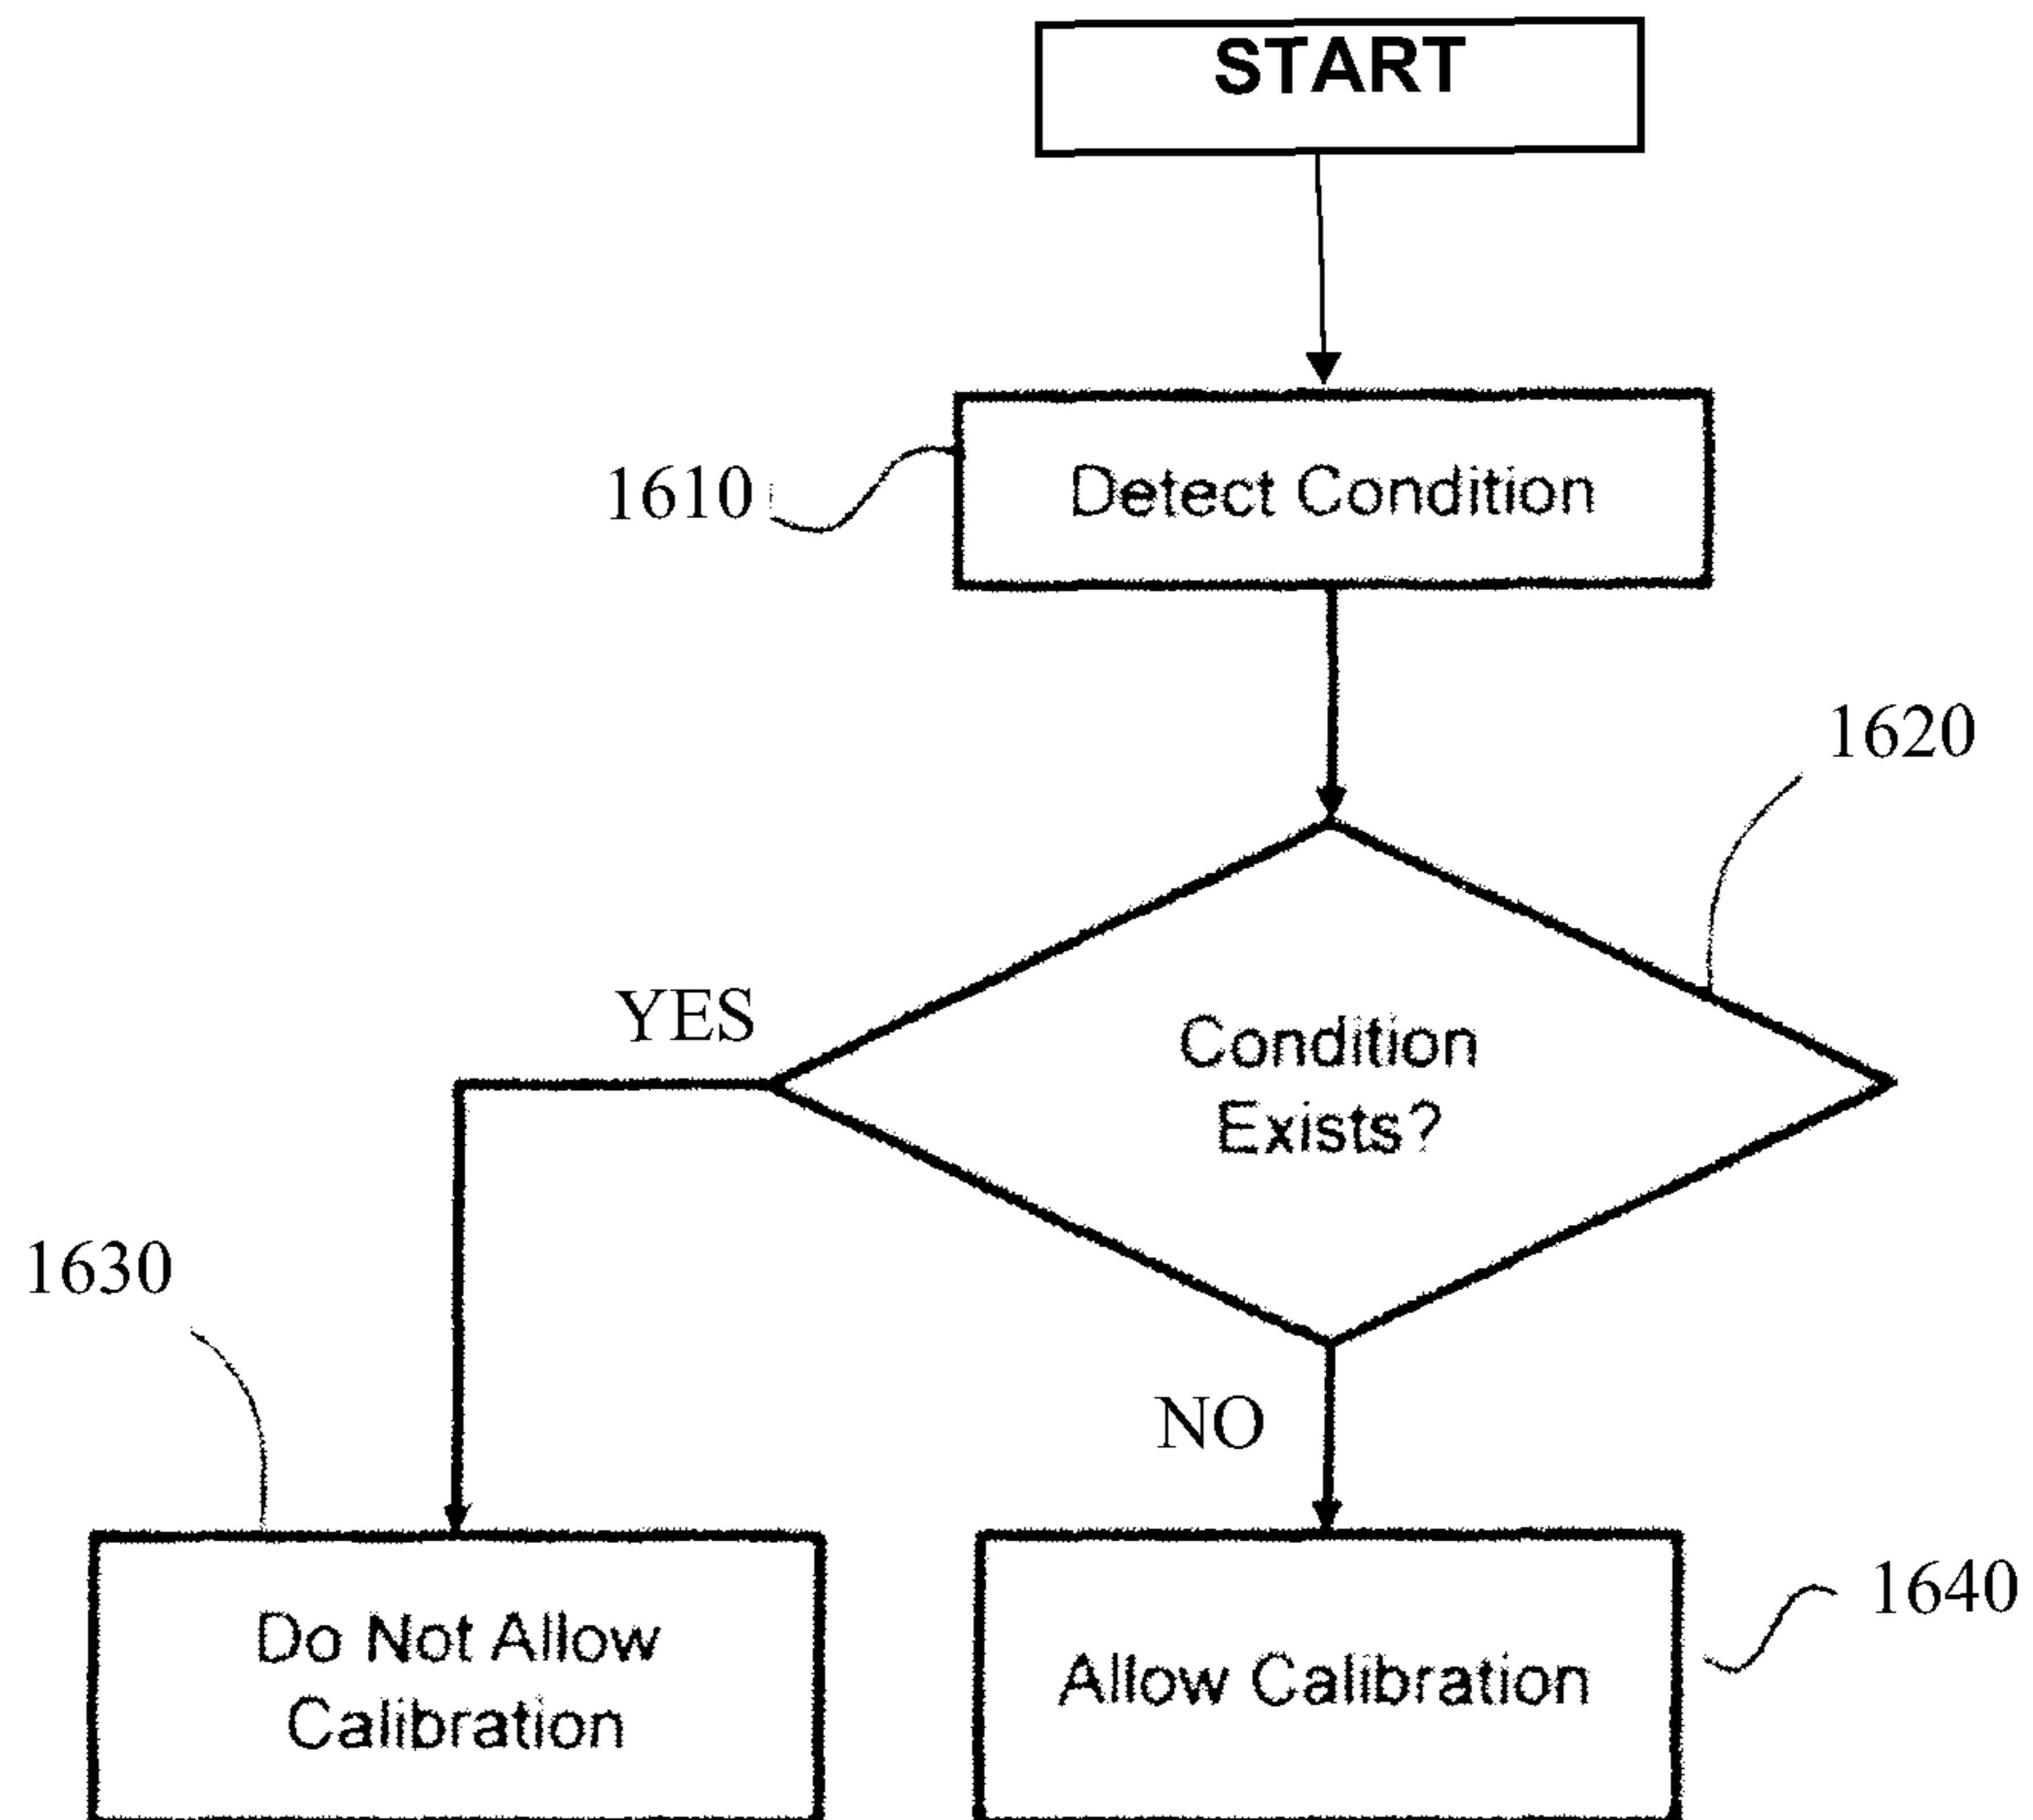 START
1610
Detect Condition
1620
YES
Condition
Exists?
1630
NO
Do Not Allow
Calibration
Allow Calibration
1640